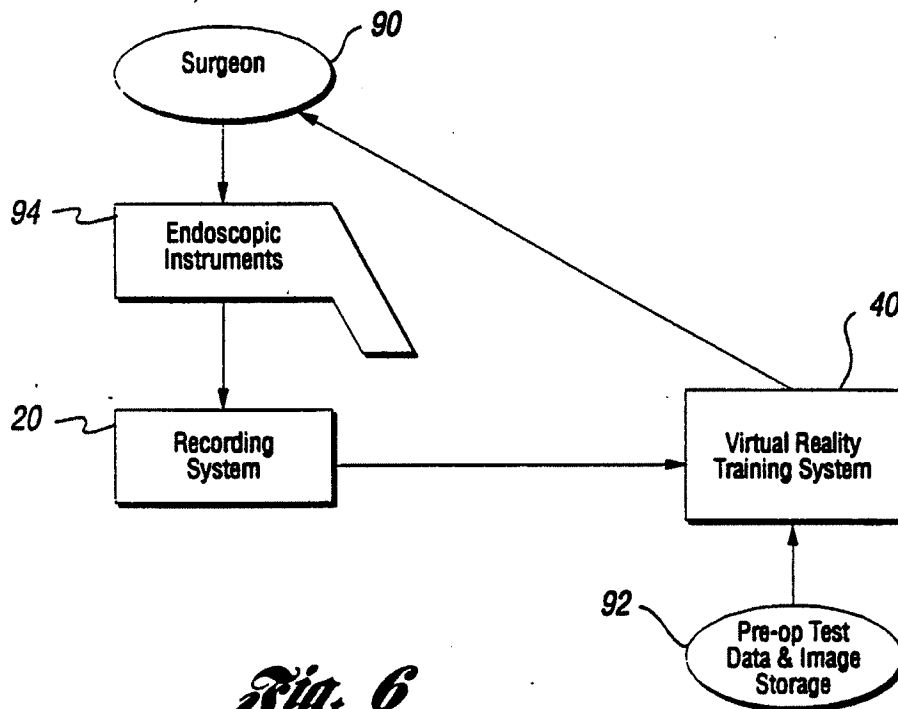 90
Surgeon
94
Endoscopic
Instruments
40
20
Recording
System
Virtual Reality
Training System
92
Pre-op Test
Data & Image
Storage
Fig. 6